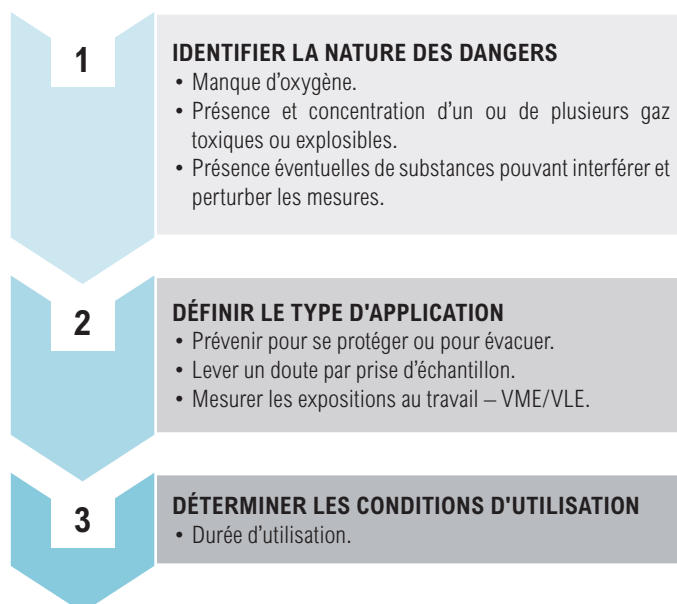 1
IDENTIFIER LA NATURE DES DANGERS
• Manque d'oxygène.
• Présence et concentration d'un ou de plusieurs gaz
toxiques ou explosibles.
• Présence éventuelles de substances pouvant interférer et
perturber les mesures.
2
DÉFINIR LE TYPE D'APPLICATION
• Prévenir pour se protéger ou pour évacuer.
• Lever un doute par prise d'échantillon.
• Mesurer les expositions au travail – VME/VLE.
3
DÉTERMINER LES CONDITIONS D'UTILISATION
• Durée d'utilisation.